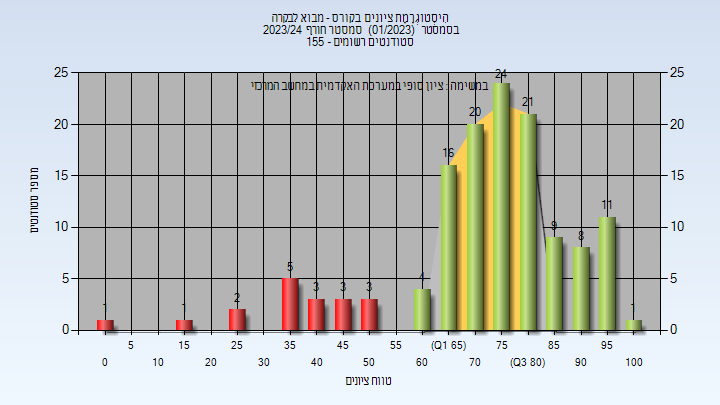 היסטוגרמת ציונים בקורס - מבוא לבקרה
בסמסטר (01/2023) סמסטר חורף 2023/24
סטודנטים רשומים - 155
במשימה : ציון סופי במערכת האקדמית במחשב המרכזי
25 25
20 20
15 15
10 10
5 5
0 0
מספר סטודנטים
1 1 2 5 3 3 3 4 16 20 24 21 9 8 11 1
5 15 25 35 45 55 (Q1 65) 75 85 95
0 10 20 30 40 50 60 70 (Q3 80) 90 100
טווח ציונים